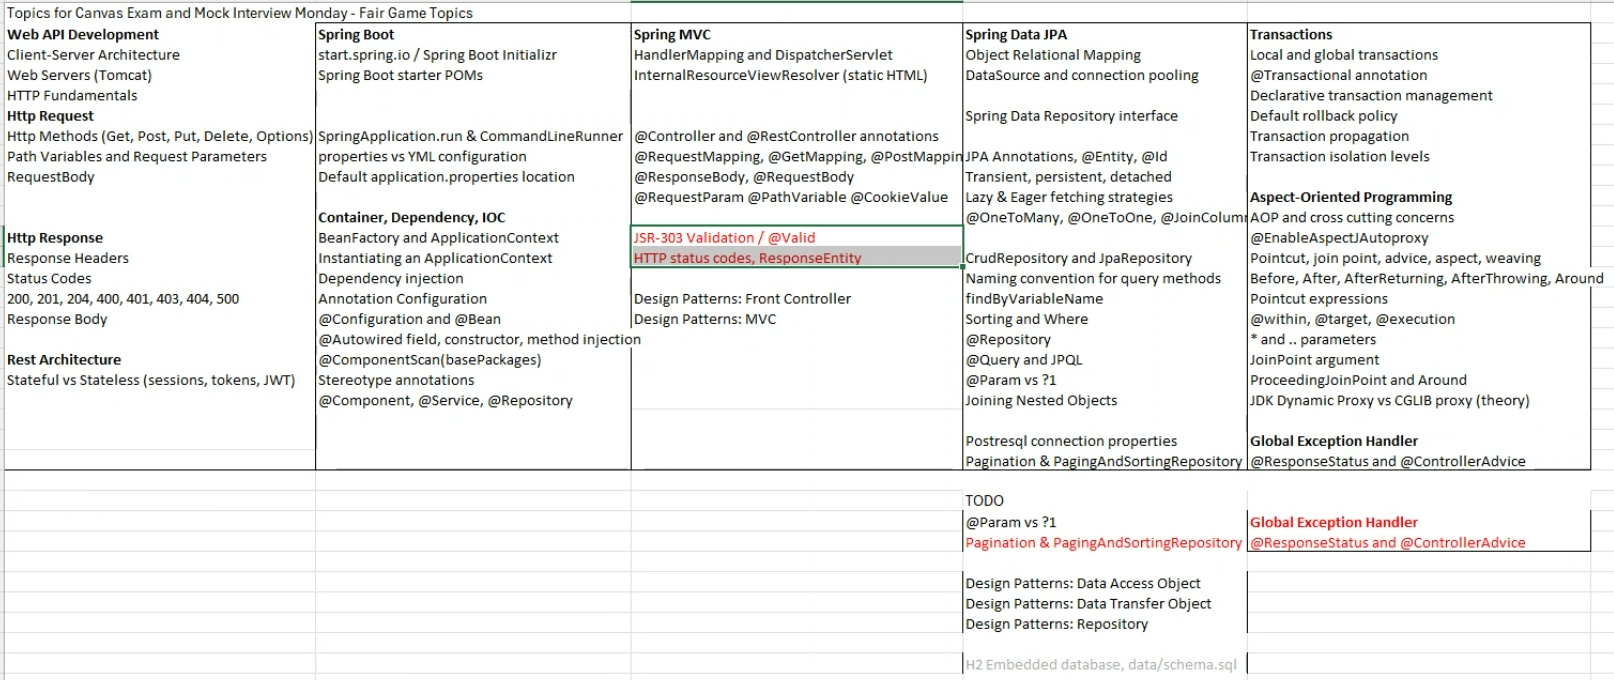 Topics for Canvas Exam and Mock Interview Monday - Fair Game Topics
Web API Development
Client-Server Architecture
Web Servers (Tomcat)
HTTP Fundamentals
Http Request
Http Methods (Get, Post, Put, Delete, Options)
Path Variables and Request Parameters
RequestBody
Http Response
Response Headers
Status Codes
200, 201, 204, 400, 401, 403, 404, 500
Response Body
Rest Architecture
Stateful vs Stateless (sessions, tokens, JWT)
Spring Boot
start.spring.io / Spring Boot Initializr
Spring Boot starter POMs
SpringApplication.run & CommandLineRunner
properties vs YML configuration
Default application.properties location
Container, Dependency, IOC
BeanFactory and ApplicationContext
Instantiating an ApplicationContext
Dependency injection
Annotation Configuration
@Configuration and @Bean
@Autowired field, constructor, method injection
@ComponentScan(basePackages)
Stereotype annotations
@Component, @Service, @Repository
Spring MVC
HandlerMapping and DispatcherServlet
InternalResourceViewResolver (static HTML)
@Controller and @RestController annotations
@RequestMapping, @GetMapping, @PostMappin
@ResponseBody, @RequestBody
@RequestParam @PathVariable @CookieValue
JSR-303 Validation / @Valid
HTTP status codes, ResponseEntity
Design Patterns: Front Controller
Design Patterns: MVC
Spring Data JPA
Object Relational Mapping
DataSource and connection pooling
Spring Data Repository interface
JPA Annotations, @Entity, @Id
Transient, persistent, detached
Lazy & Eager fetching strategies
@OneToMany, @OneToOne, @JoinColumn
CrudRepository and JpaRepository
Naming convention for query methods
findByVariableName
Sorting and Where
@Repository
@Query and JPQL
@Param vs ?1
Joining Nested Objects
Postresql connection properties
Pagination & PagingAndSortingRepository
TODO
@Param vs ?1
Pagination & PagingAndSortingRepository
Design Patterns: Data Access Object
Design Patterns: Data Transfer Object
Design Patterns: Repository
H2 Embedded database, data/schema.sql
Transactions
Local and global transactions
@Transactional annotation
Declarative transaction management
Default rollback policy
Transaction propagation
Transaction isolation levels
Aspect-Oriented Programming
AOP and cross cutting concerns
@EnableAspectJAutoproxy
Pointcut, join point, advice, aspect, weaving
Before, After, AfterReturning, AfterThrowing, Around
Pointcut expressions
@within, @target, @execution
* and .. parameters
JoinPoint argument
ProceedingJoinPoint and Around
JDK Dynamic Proxy vs CGLIB proxy (theory)
Global Exception Handler
@ResponseStatus and @ControllerAdvice
Global Exception Handler
@ResponseStatus and @ControllerAdvice